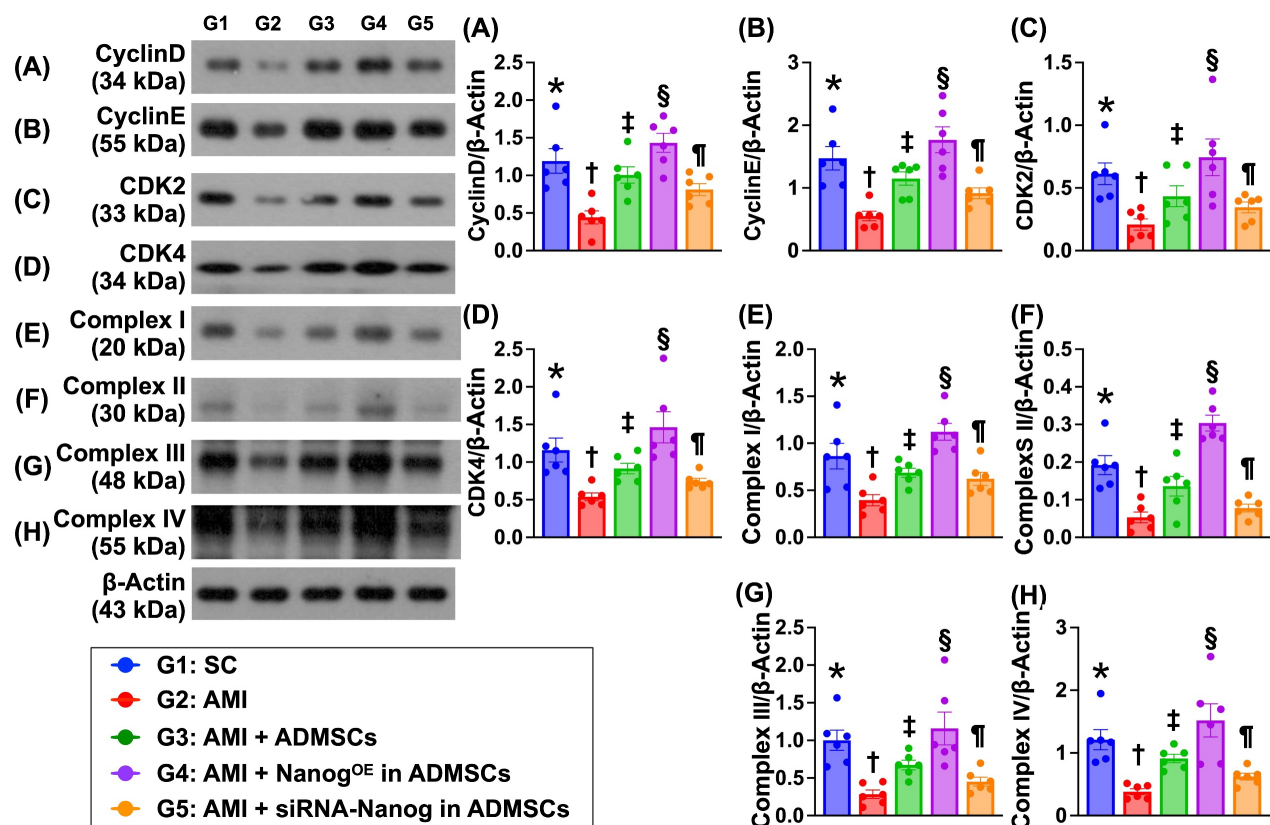 G1 G2 G3 G4 G5
(A) CyclinD
(34 kDa)
(B) CyclinE
(55 kDa)
(C) CDK2
(33 kDa)
(D) CDK4
(34 kDa)
(E) Complex I
(20 kDa)
(F) Complex II
(30 kDa)
(G) Complex III
(48 kDa)
(H) Complex IV
(55 kDa)
β-Actin
(43 kDa)
(A)
CyclinD/β-Actin
2.5
2.0
1.5
1.0
0.5
0.0
* † ‡ § ¶
(B)
CyclinE/β-Actin
3
2
1
0
* † ‡ § ¶
(C)
CDK2/β-Actin
1.5
1.0
0.5
0.0
* † ‡ § ¶
(D)
CDK4/β-Actin
2.5
2.0
1.5
1.0
0.5
0.0
* † ‡ § ¶
(E)
Complex I/β-Actin
2.0
1.5
1.0
0.5
0.0
* † ‡ § ¶
(F)
ComplexS II/β-Actin
0.5
0.4
0.3
0.2
0.1
0.0
* † ‡ § ¶
(G)
Complex III/β-Actin
2.5
2.0
1.5
1.0
0.5
0.0
* † ‡ § ¶
(H)
Complex IV/β-Actin
3
2
1
0
* † ‡ § ¶
G1: SC
G2: AMI
G3: AMI + ADMSCs
G4: AMI + Nanog^OE in ADMSCs
G5: AMI + siRNA-Nanog in ADMSCs